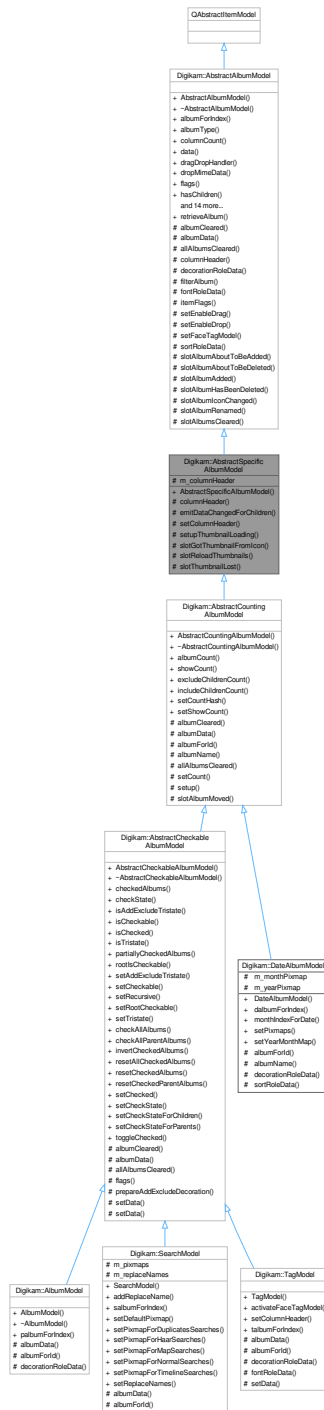 QAbstractItemModel
Digikam::AbstractAlbumModel
+ AbstractAlbumModel()
+ ~AbstractAlbumModel()
+ albumForIndex()
+ albumType()
+ columnCount()
+ data()
+ dragDropHandler()
+ dropMimeData()
+ flags()
+ hasChildren()
and 14 more...
+ retrieveAlbum()
# albumCleared()
# albumData()
# allAlbumsCleared()
# columnHeader()
# decorationRoleData()
# filterAlbum()
# fontRoleData()
# itemFlags()
# setEnableDrag()
# setEnableDrop()
# setFaceTagModel()
# sortRoleData()
# slotAlbumAboutToBeAdded()
# slotAlbumAboutToBeDeleted()
# slotAlbumAdded()
# slotAlbumHasBeenDeleted()
# slotAlbumIconChanged()
# slotAlbumRenamed()
# slotAlbumsCleared()
Digikam::AbstractSpecific
AlbumModel
# m_columnHeader
+ AbstractSpecificAlbumModel()
# columnHeader()
# emitDataChangedForChildren()
# setColumnHeader()
# setupThumbnailLoading()
# slotGotThumbnailFromIcon()
# slotReloadThumbnails()
# slotThumbnailLost()
Digikam::AbstractCounting
AlbumModel
+ AbstractCountingAlbumModel()
+ ~AbstractCountingAlbumModel()
+ albumCount()
+ showCount()
+ excludeChildrenCount()
+ includeChildrenCount()
+ setCountHash()
+ setShowCount()
# albumCleared()
# albumData()
# albumForId()
# albumName()
# allAlbumsCleared()
# setCount()
# setup()
# slotAlbumMoved()
Digikam::AbstractCheckable
AlbumModel
+ AbstractCheckableAlbumModel()
+ ~AbstractCheckableAlbumModel()
+ checkedAlbums()
+ checkState()
+ isAddExcludeTristate()
+ isCheckable()
+ isChecked()
+ isTristate()
+ partiallyCheckedAlbums()
+ rootIsCheckable()
+ setAddExcludeTristate()
+ setCheckable()
+ setRecursive()
+ setRootCheckable()
+ setTristate()
+ checkAllAlbums()
+ checkAllParentAlbums()
+ invertCheckedAlbums()
+ resetAllCheckedAlbums()
+ resetCheckedAlbums()
+ resetCheckedParentAlbums()
+ setChecked()
+ setCheckState()
+ setCheckStateForChildren()
+ setCheckStateForParents()
+ toggleChecked()
# albumCleared()
# albumData()
# allAlbumsCleared()
# flags()
# prepareAddExcludeDecoration()
# setData()
# setData()
Digikam::DateAlbumModel
# m_monthPixmap
# m_yearPixmap
+ DateAlbumModel()
+ dalbumForIndex()
+ monthIndexForDate()
+ setPixmaps()
+ setYearMonthMap()
# albumForId()
# albumName()
# decorationRoleData()
# sortRoleData()
Digikam::AlbumModel
+ AlbumModel()
+ ~AlbumModel()
+ palbumForIndex()
# albumData()
# albumForId()
# decorationRoleData()
Digikam::SearchModel
# m_pixmaps
# m_replaceNames
+ SearchModel()
+ addReplaceName()
+ salbumForIndex()
+ setDefaultPixmap()
+ setPixmapForDuplicatesSearches()
+ setPixmapForHaarSearches()
+ setPixmapForMapSearches()
+ setPixmapForNormalSearches()
+ setPixmapForTimelineSearches()
+ setReplaceNames()
# albumData()
# albumForId()
Digikam::TagModel
+ TagModel()
+ activateFaceTagModel()
+ setColumnHeader()
+ talbumForIndex()
# albumData()
# albumForId()
# decorationRoleData()
# fontRoleData()
# setData()